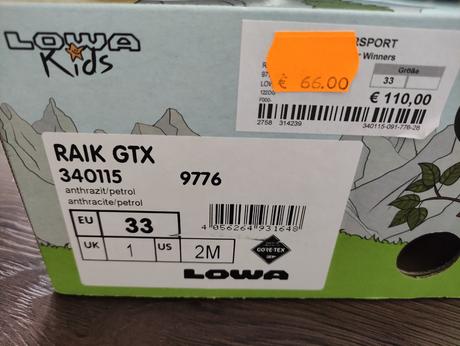 LOWA
Kids
RSPORT
Winners
Größe
33
€ 66.00
€ 110,00
2758 314239
340115-091-776-28
RAIK GTX
340115
9776
anthrazit/petrol
anthracite/petrol
EU 33
UK 1 US 2M
4 056264 931648
GORE-TEX
LOWA